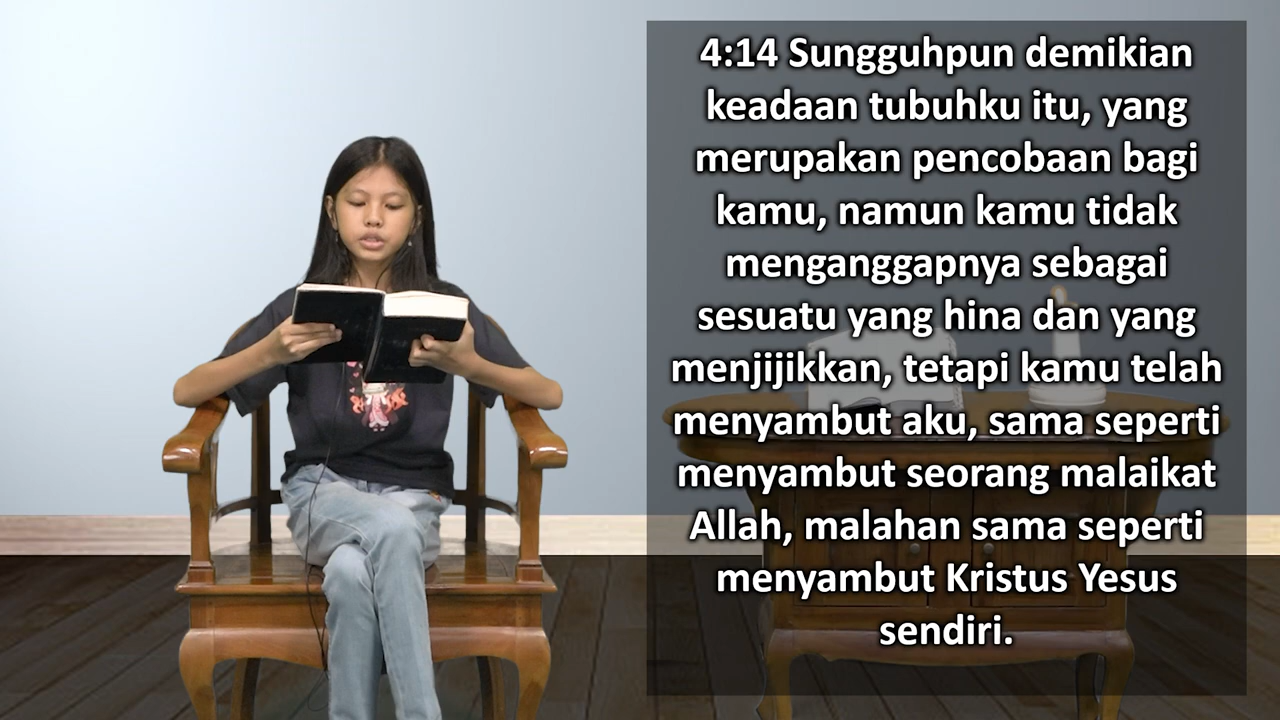 4:14 Sungguhpun demikian
keadaan tubuhku itu, yang
merupakan pencobaan bagi
kamu, namun kamu tidak
menganggapnya sebagai
sesuatu yang hina dan yang
menjijikkan, tetapi kamu telah
menyambut aku, sama seperti
menyambut seorang malaikat
Allah, malahan sama seperti
menyambut Kristus Yesus
sendiri.